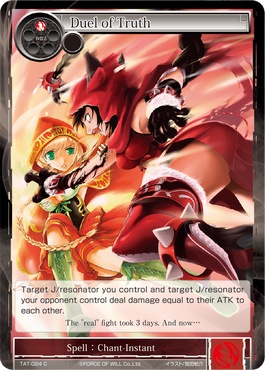 Duel of Truth
WILL
Target J/resonator you control and target J/resonator
your opponent control deal damage equal to their ATK to
each other.
The "real" fight took 3 days. And now…
Spell : Chant-Instant
TAT-024 C ©FORCE OF WILL Co.,Ltd.